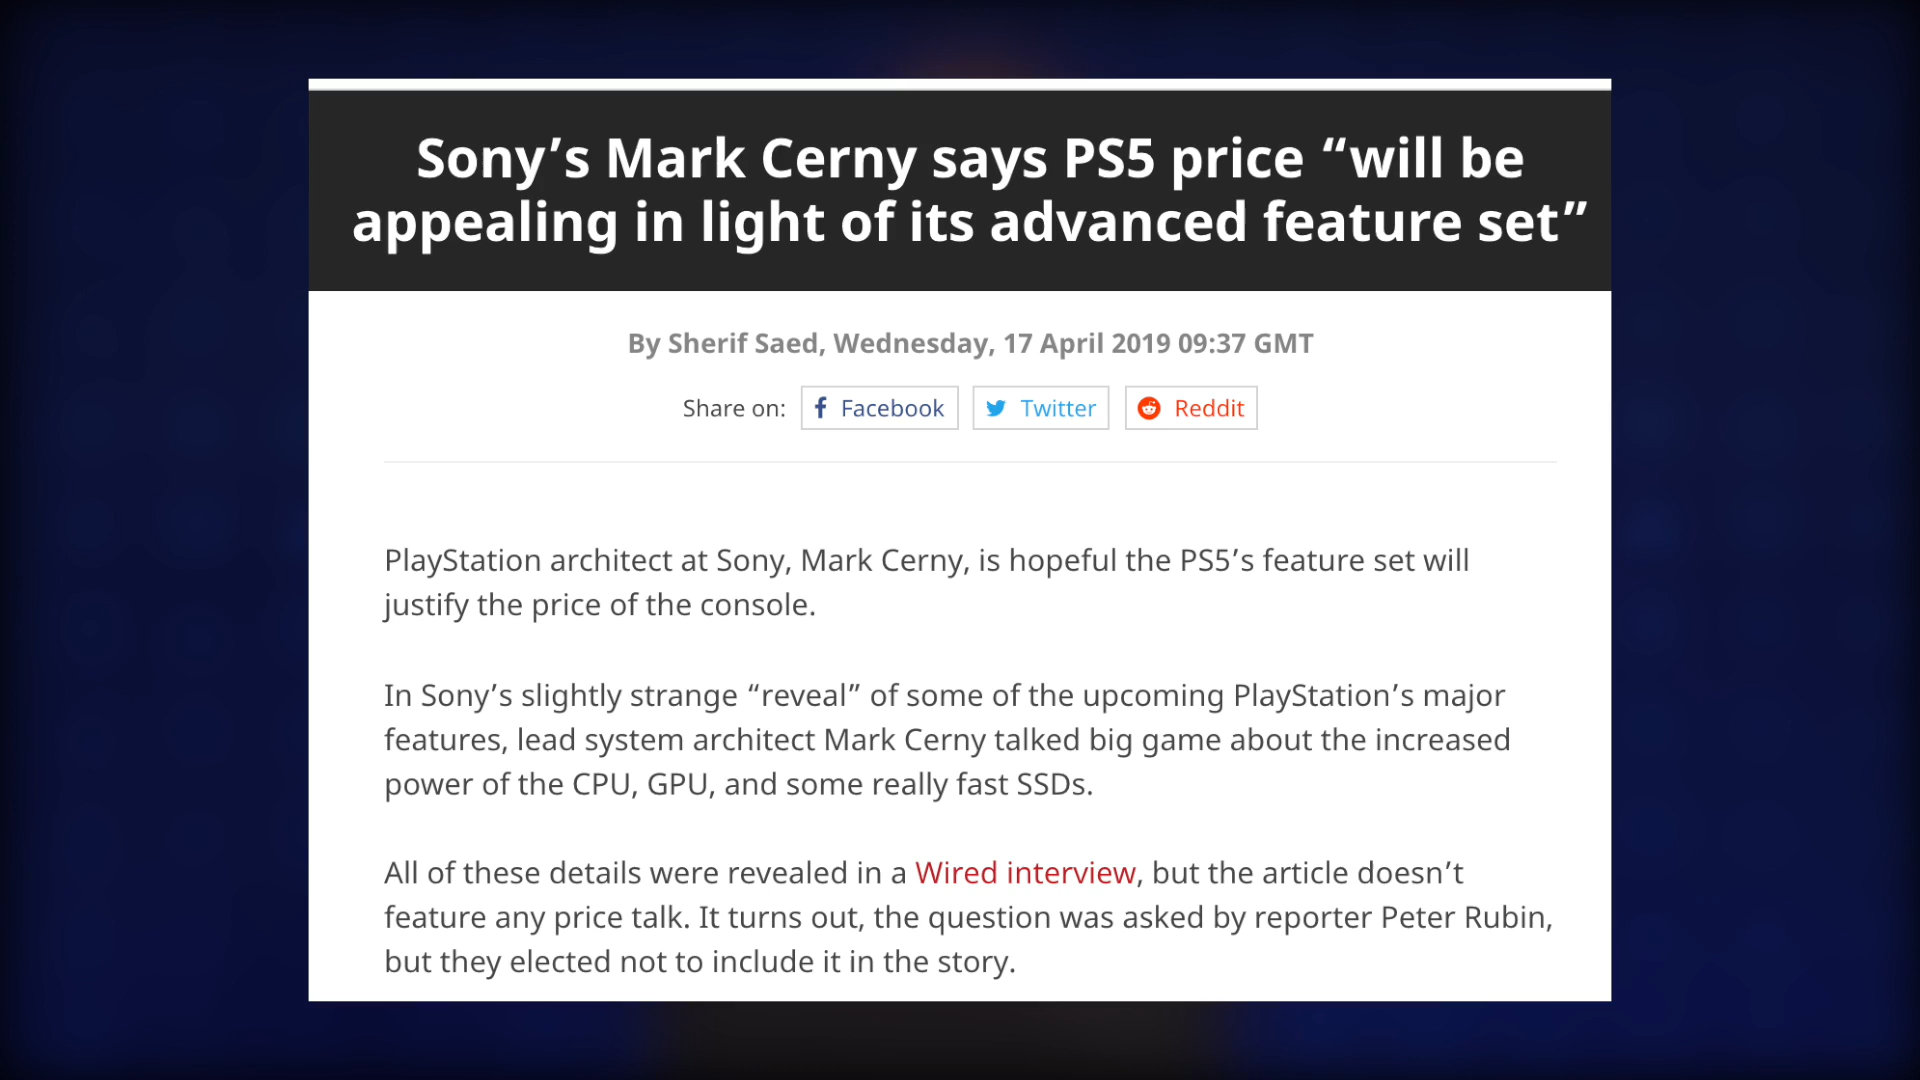 Sony’s Mark Cerny says PS5 price “will be
appealing in light of its advanced feature set”
By Sherif Saed, Wednesday, 17 April 2019 09:37 GMT
Share on: Facebook Twitter Reddit
PlayStation architect at Sony, Mark Cerny, is hopeful the PS5’s feature set will
justify the price of the console.
In Sony’s slightly strange “reveal” of some of the upcoming PlayStation’s major
features, lead system architect Mark Cerny talked big game about the increased
power of the CPU, GPU, and some really fast SSDs.
All of these details were revealed in a Wired interview, but the article doesn’t
feature any price talk. It turns out, the question was asked by reporter Peter Rubin,
but they elected not to include it in the story.